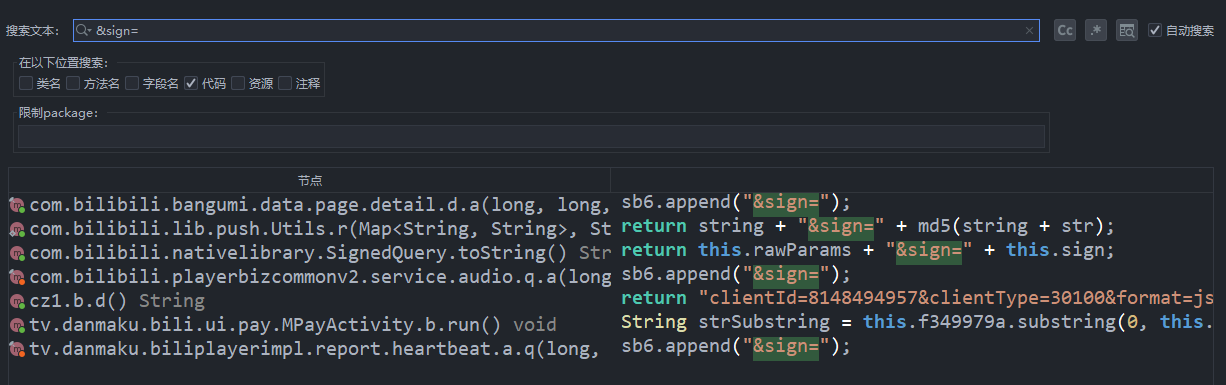 搜索文本: &sign= Cc .* 自动搜索
在以下位置搜索:
类名 方法名 字段名 代码 资源 注释
限制package:
节点
com.bilibili.bangumi.data.page.detail.d.a(long, long, sb6.append("&sign=");
com.bilibili.lib.push.Utils.r(Map<String, String>, St return string + "&sign=" + md5(string + str);
com.bilibili.nativelibrary.SignedQuery.toString() Str return this.rawParams + "&sign=" + this.sign;
com.bilibili.playerbizcommonv2.service.audio.q.a(long sb6.append("&sign=");
cz1.b.d() String return "clientId=8148494957&clientType=30100&format=js
tv.danmaku.bili.ui.pay.MPayActivity.b.run() void String strSubstring = this.f349979a.substring(0, this.
tv.danmaku.biliplayerimpl.report.heartbeat.a.q(long, sb6.append("&sign=");